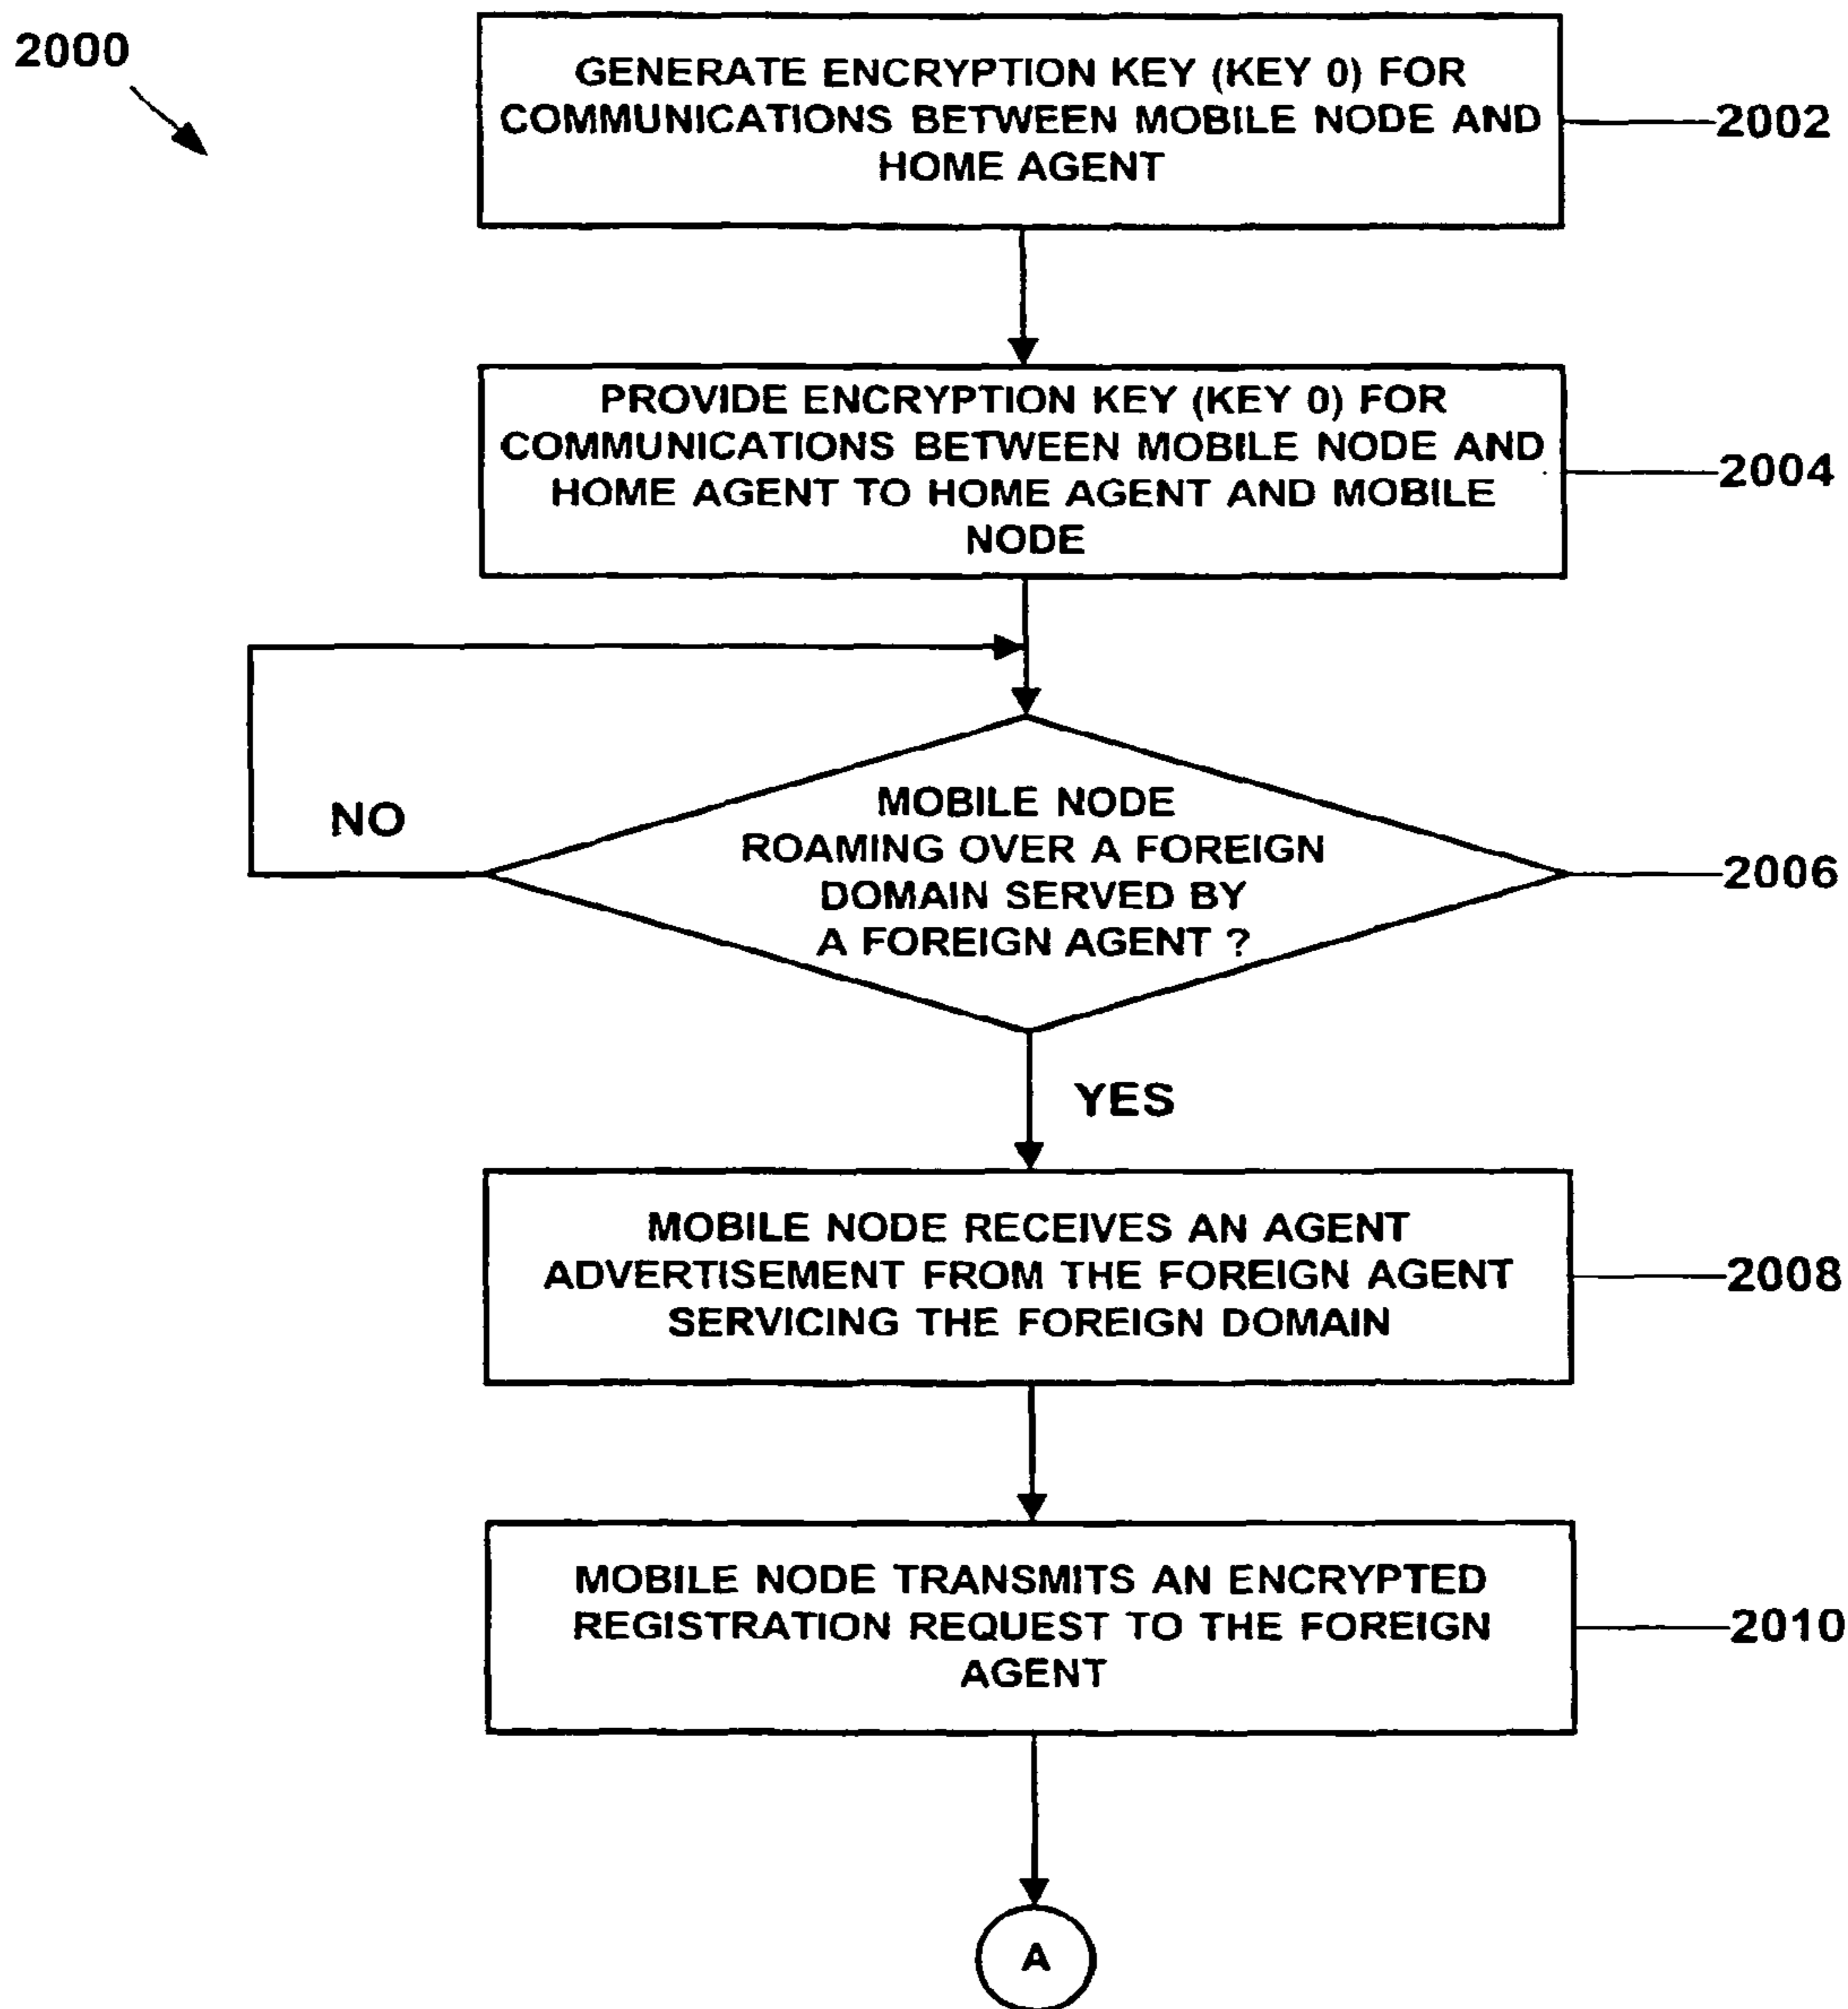 2000
GENERATE ENCRYPTION KEY (KEY 0) FOR
COMMUNICATIONS BETWEEN MOBILE NODE AND
HOME AGENT
2002
PROVIDE ENCRYPTION KEY (KEY 0) FOR
COMMUNICATIONS BETWEEN MOBILE NODE AND
HOME AGENT TO HOME AGENT AND MOBILE
NODE
2004
NO
MOBILE NODE
ROAMING OVER A FOREIGN
DOMAIN SERVED BY
A FOREIGN AGENT ?
2006
YES
MOBILE NODE RECEIVES AN AGENT
ADVERTISEMENT FROM THE FOREIGN AGENT
SERVICING THE FOREIGN DOMAIN
2008
MOBILE NODE TRANSMITS AN ENCRYPTED
REGISTRATION REQUEST TO THE FOREIGN
AGENT
2010
A